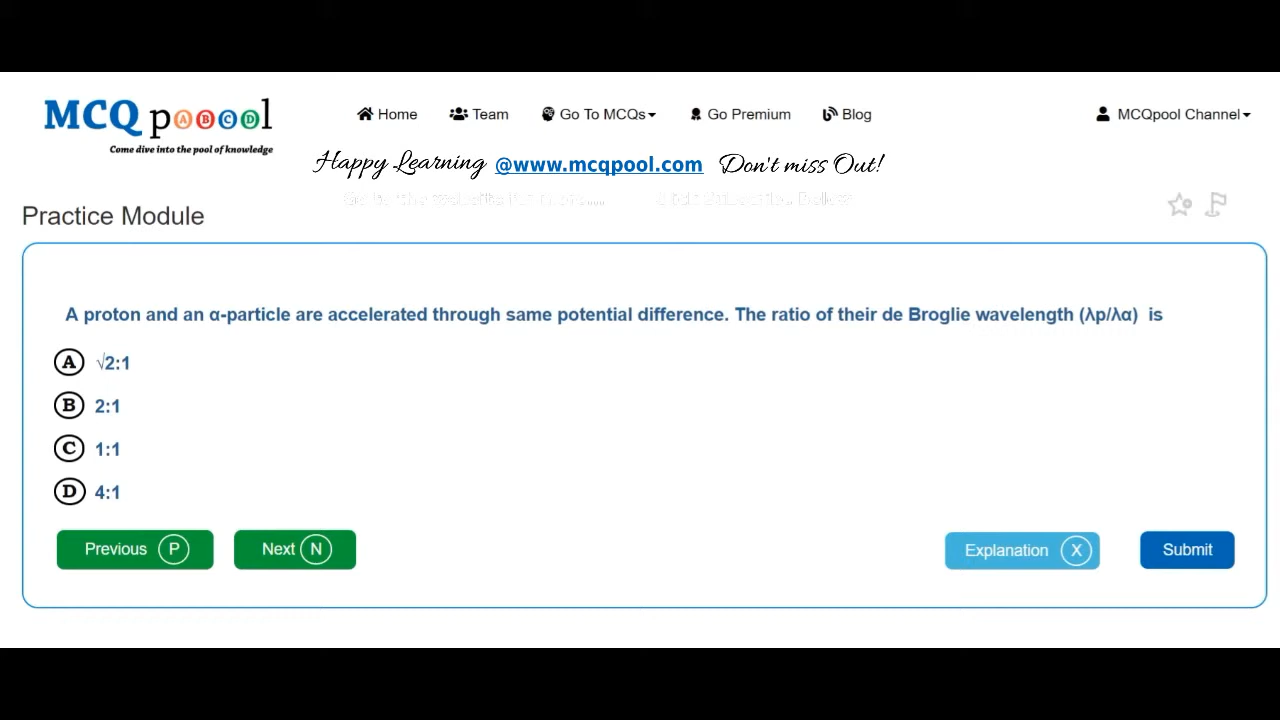 MCQ pABCDl
Come dive into the pool of knowledge
Home Team Go To MCQs Go Premium Blog MCQpool Channel
Happy Learning @www.mcqpool.com Don't miss Out!
Practice Module
A proton and an α-particle are accelerated through same potential difference. The ratio of their de Broglie wavelength (λp/λα) is
A √2:1
B 2:1
C 1:1
D 4:1
Previous P Next N Explanation X Submit